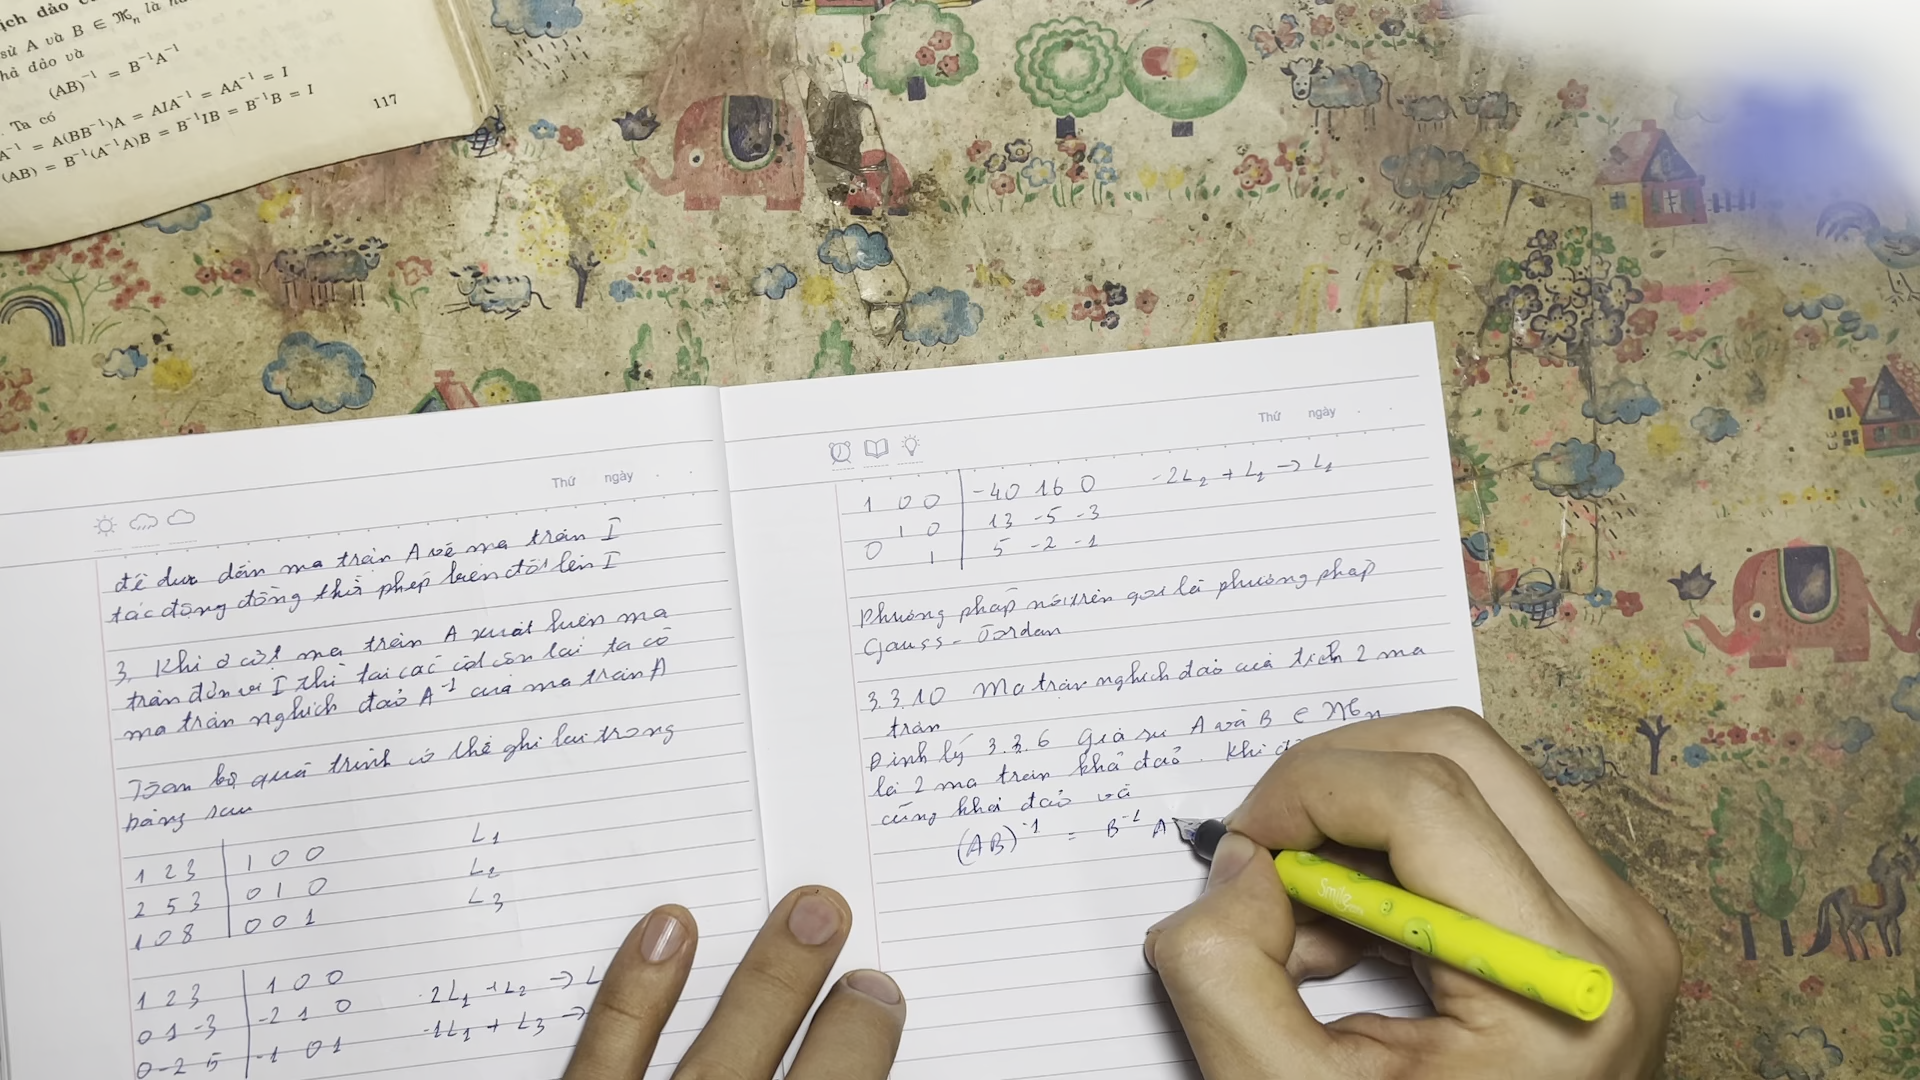 ịch đảo c
sử A và B ∈ 𝓜n là h
hả đảo và
(AB)⁻¹ = B⁻¹A⁻¹
. Ta có
A⁻¹ = A(BB⁻¹)A = AIA⁻¹ = AA⁻¹ = I
(AB) = B⁻¹(A⁻¹A)B = B⁻¹IB = B⁻¹B = I
117
Thứ ngày
để đưa dần ma trận A về ma trận I
tác động đồng thời phép biến đổi lên I
3. Khi ở cột ma trận A xuất hiện ma
trận đơn vị I thì tại các cột còn lại ta có
ma trận nghịch đảo A⁻¹ của ma trận A
Toàn bộ quá trình có thể ghi lại trong
bảng sau
1 2 3 | 1 0 0 L₁
2 5 3 | 0 1 0 L₂
1 0 8 | 0 0 1 L₃
1 2 3 | 1 0 0
0 1 -3 | -2 1 0 -2L₁ + L₂ → L
0 -2 5 | -1 0 1 -1L₁ + L₃ →
Thứ ngày
1 0 0 | -40 16 0 -2L₂ + L₁ → L₁
1 0 | 13 -5 -3
0 1 | 5 -2 -1
Phương pháp nói trên gọi là phương pháp
Gauss - Jordan
3.3.10 Ma trận nghịch đảo của tích 2 ma
trận
Định lý 3.3.6 Giả sử A và B ∈ 𝓜n
là 2 ma trận khả đảo. Khi đ
cũng khả đảo và
(AB)⁻¹ = B⁻¹ A
Smile